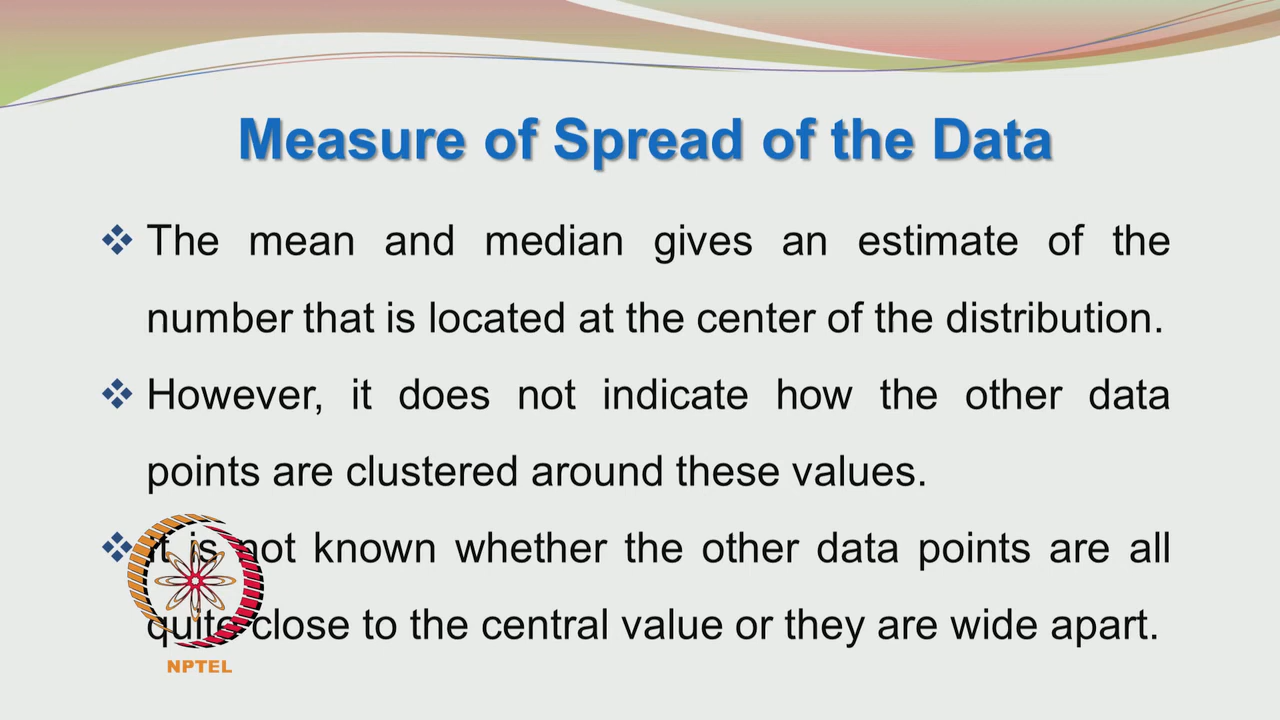 Measure of Spread of the Data
The mean and median gives an estimate of the
number that is located at the center of the distribution.
However, it does not indicate how the other data
points are clustered around these values.
It is not known whether the other data points are all
quite close to the central value or they are wide apart.
NPTEL